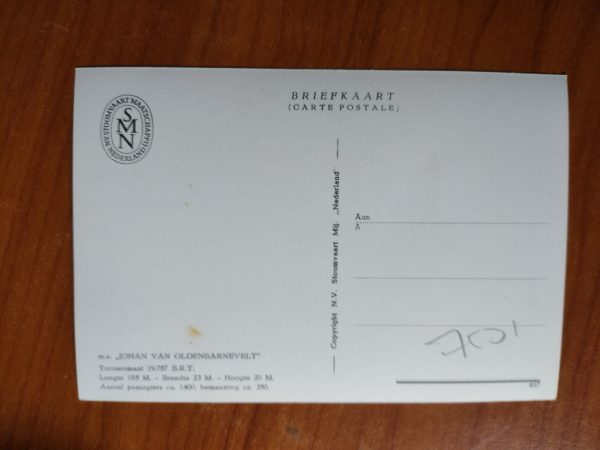 N.V. STOOMVAART MAATSCHAPPIJ NEDERLAND
SMN
BRIEFKAART
(CARTE POSTALE)
Copyright N.V. Stoomvaart Mij. „Nederland"
Aan
A
m.s. „JOHAN VAN OLDENBARNEVELT"
Tonnenmaat 19.787 B.R.T.
Lengte 185 M. - Breedte 23 M. - Hoogte 20 M.
Aantal passagiers ca. 1400, bemanning ca. 350.